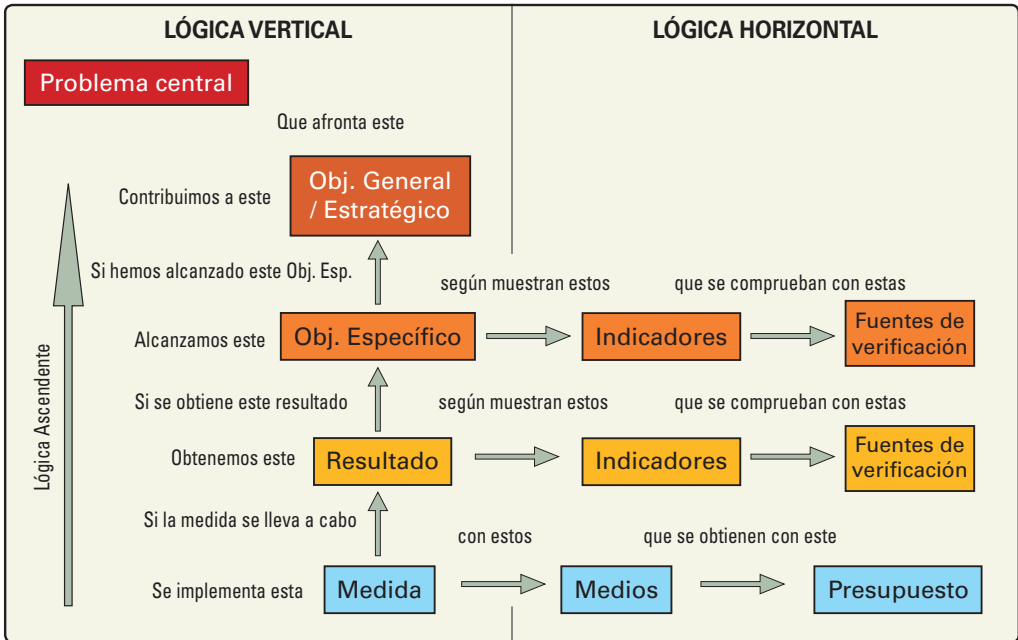 LÓGICA VERTICAL
LÓGICA HORIZONTAL
Problema central
Que afronta este
Contribuimos a este
Obj. General
/ Estratégico
Si hemos alcanzado este Obj. Esp.
según muestran estos
que se comprueban con estas
Alcanzamos este
Obj. Específico
Indicadores
Fuentes de
verificación
Si se obtiene este resultado
según muestran estos
que se comprueban con estas
Obtenemos este
Resultado
Indicadores
Fuentes de
verificación
Si la medida se lleva a cabo
con estos
que se obtienen con este
Se implementa esta
Medida
Medios
Presupuesto
Lógica Ascendente